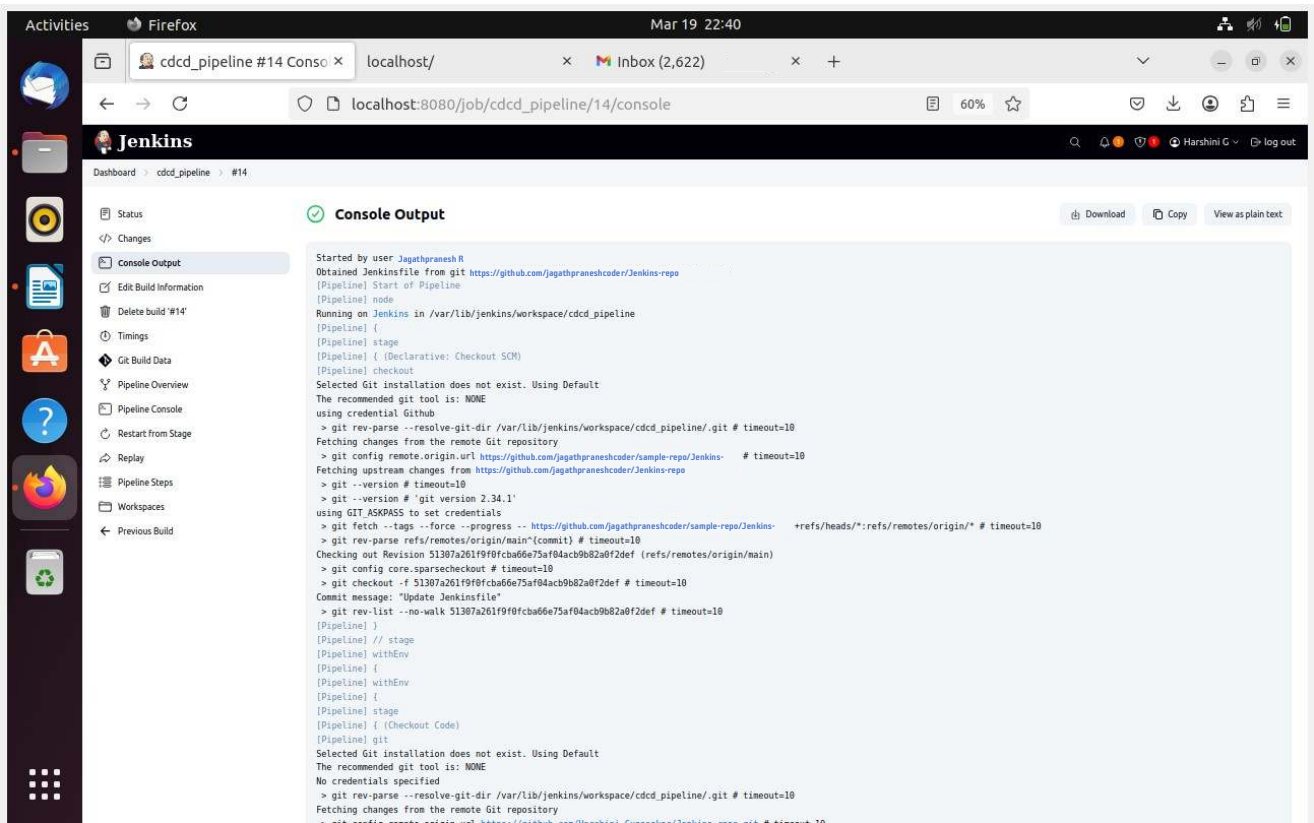 Activities
Firefox
Mar 19 22:40
cdcd_pipeline #14 Conso
localhost/
Inbox (2,622)
localhost:8080/job/cdcd_pipeline/14/console
60%
Jenkins
1
1
Harshini G
log out
Dashboard > cdcd_pipeline > #14
Status
Changes
Console Output
Edit Build Information
Delete build '#14'
Timings
Git Build Data
Pipeline Overview
Pipeline Console
Restart from Stage
Replay
Pipeline Steps
Workspaces
Previous Build
Console Output
Download
Copy
View as plain text
Started by user Jagathpranesh R
Obtained Jenkinsfile from git https://github.com/jagathpraneshcoder/Jenkins-repo
[Pipeline] Start of Pipeline
[Pipeline] node
Running on Jenkins in /var/lib/jenkins/workspace/cdcd_pipeline
[Pipeline] {
[Pipeline] stage
[Pipeline] { (Declarative: Checkout SCM)
[Pipeline] checkout
Selected Git installation does not exist. Using Default
The recommended git tool is: NONE
using credential Github
> git rev-parse --resolve-git-dir /var/lib/jenkins/workspace/cdcd_pipeline/.git # timeout=10
Fetching changes from the remote Git repository
> git config remote.origin.url https://github.com/jagathpraneshcoder/sample-repo/Jenkins- # timeout=10
Fetching upstream changes from https://github.com/jagathpraneshcoder/Jenkins-repo
> git --version # timeout=10
> git --version # 'git version 2.34.1'
using GIT_ASKPASS to set credentials
> git fetch --tags --force --progress -- https://github.com/jagathpraneshcoder/sample-repo/Jenkins- +refs/heads/*:refs/remotes/origin/* # timeout=10
> git rev-parse refs/remotes/origin/main^{commit} # timeout=10
Checking out Revision 51307a261f9f0fcba66e75af04acb9b82a0f2def (refs/remotes/origin/main)
> git config core.sparsecheckout # timeout=10
> git checkout -f 51307a261f9f0fcba66e75af04acb9b82a0f2def # timeout=10
Commit message: "Update Jenkinsfile"
> git rev-list --no-walk 51307a261f9f0fcba66e75af04acb9b82a0f2def # timeout=10
[Pipeline] }
[Pipeline] // stage
[Pipeline] withEnv
[Pipeline] {
[Pipeline] withEnv
[Pipeline] {
[Pipeline] stage
[Pipeline] { (Checkout Code)
[Pipeline] git
Selected Git installation does not exist. Using Default
The recommended git tool is: NONE
No credentials specified
> git rev-parse --resolve-git-dir /var/lib/jenkins/workspace/cdcd_pipeline/.git # timeout=10
Fetching changes from the remote Git repository